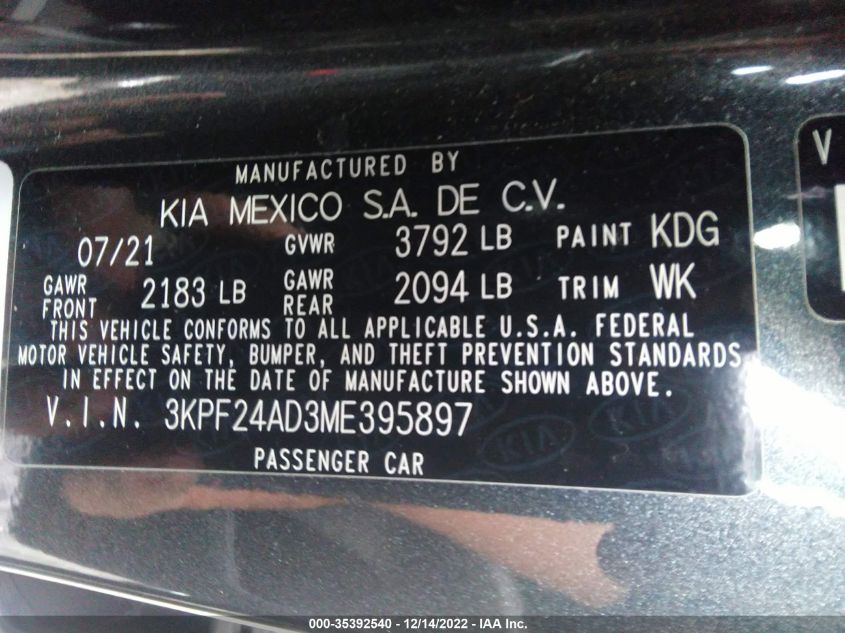 MANUFACTURED BY
KIA MEXICO S.A. DE C.V.
07/21 GVWR 3792 LB PAINT KDG
GAWR FRONT 2183 LB GAWR REAR 2094 LB TRIM WK
THIS VEHICLE CONFORMS TO ALL APPLICABLE U.S.A. FEDERAL
MOTOR VEHICLE SAFETY, BUMPER, AND THEFT PREVENTION STANDARDS
IN EFFECT ON THE DATE OF MANUFACTURE SHOWN ABOVE.
V.I.N. 3KPF24AD3ME395897
PASSENGER CAR
V
KIA
000-35392540 - 12/14/2022 - IAA Inc.